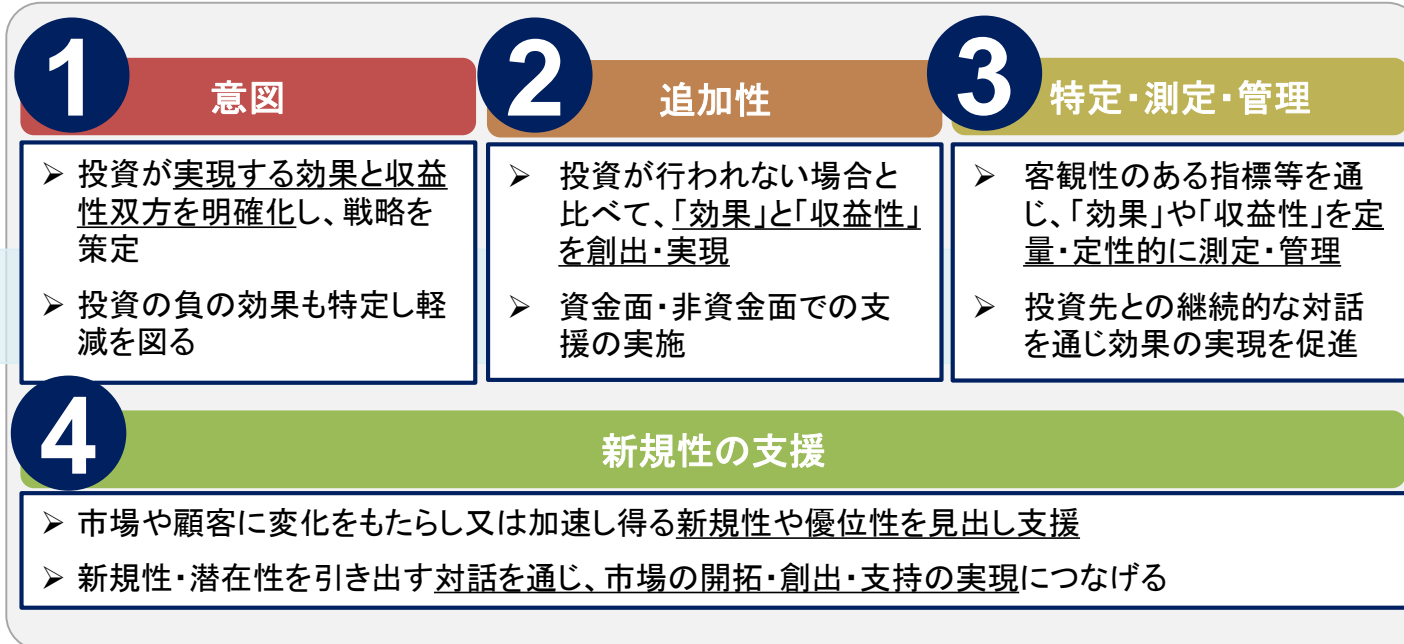 1
意図
➢ 投資が実現する効果と収益
性双方を明確化し、戦略を
策定
➢ 投資の負の効果も特定し軽
減を図る
2
追加性
➢ 投資が行われない場合と
比べて、「効果」と「収益性」
を創出・実現
➢ 資金面・非資金面での支
援の実施
3
特定・測定・管理
➢ 客観性のある指標等を通
じ、「効果」や「収益性」を定
量・定性的に測定・管理
➢ 投資先との継続的な対話
を通じ効果の実現を促進
4
新規性の支援
➢ 市場や顧客に変化をもたらし又は加速し得る新規性や優位性を見出し支援
➢ 新規性・潜在性を引き出す対話を通じ、市場の開拓・創出・支持の実現につなげる